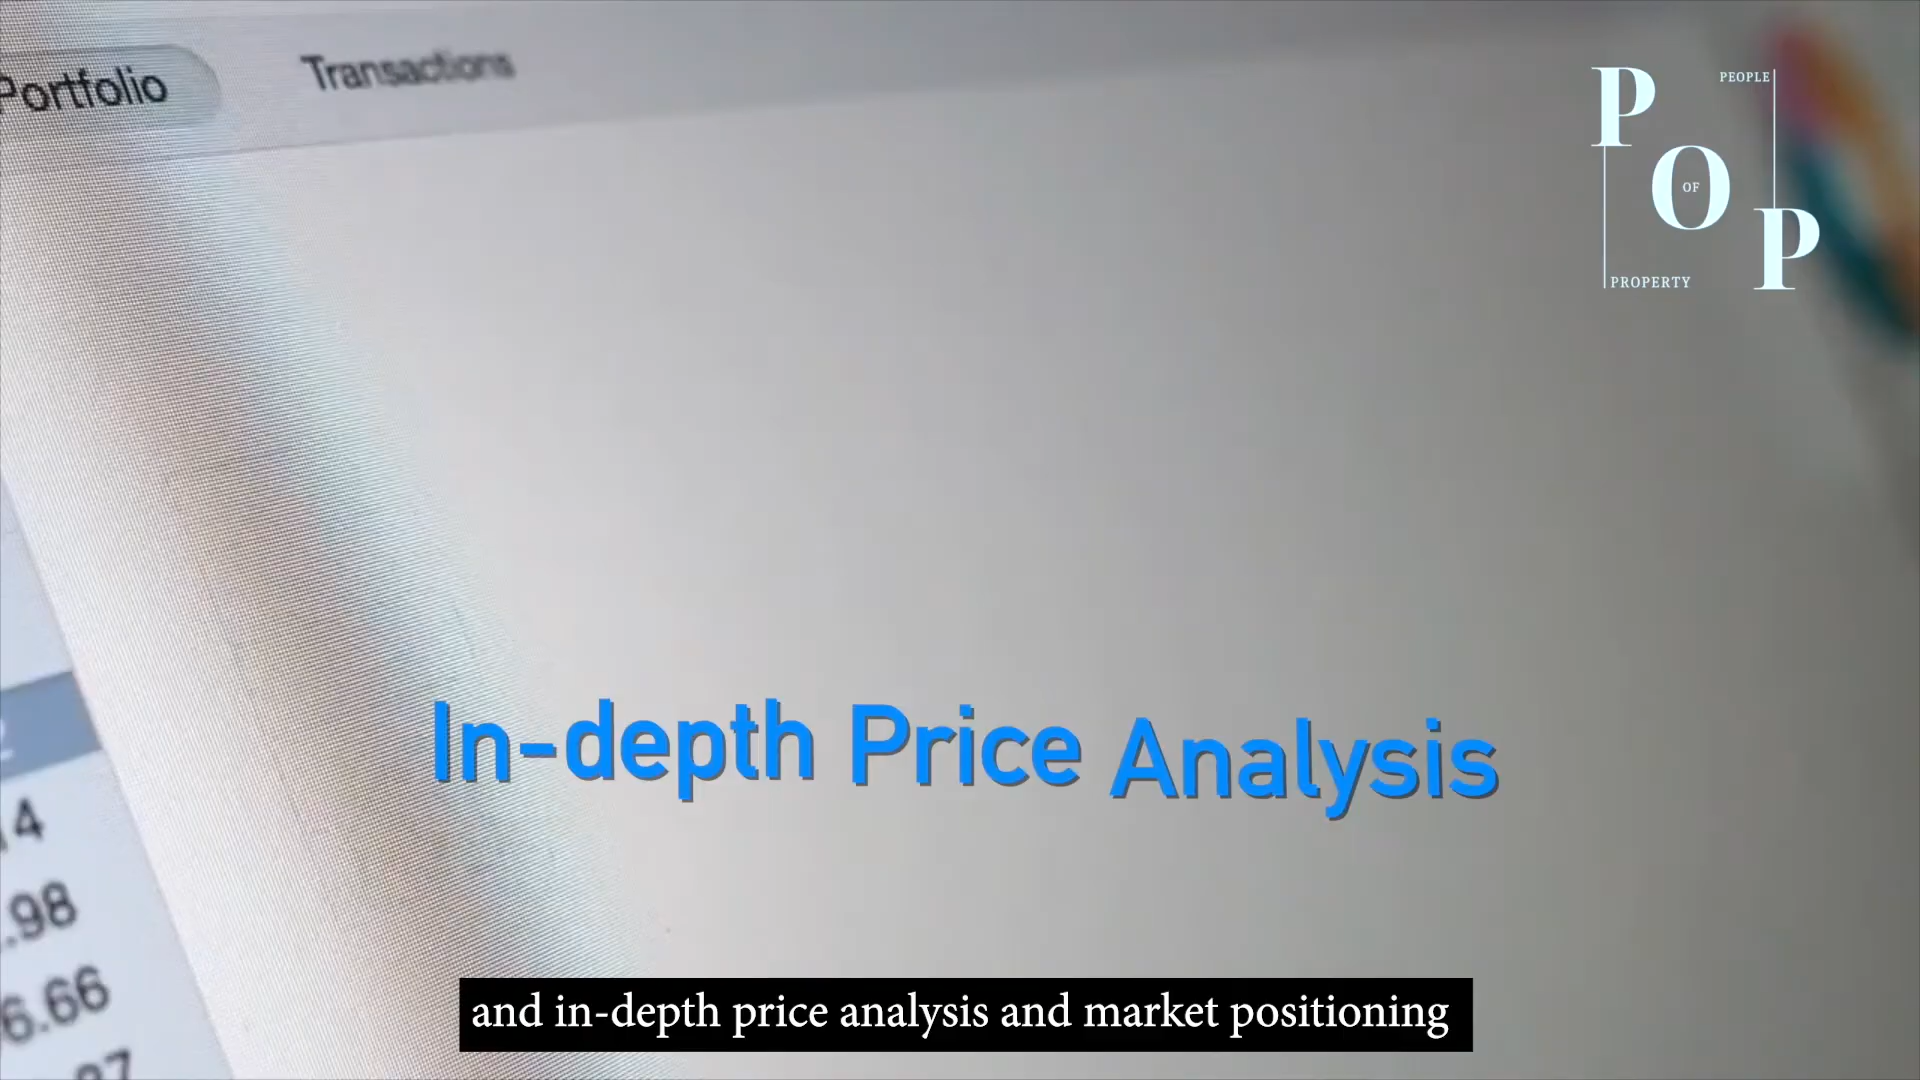 Portfolio
Transactions
P
PEOPLE
O
OF
P
PROPERTY
In-depth Price Analysis
14
.98
6.66
and in-depth price analysis and market positioning